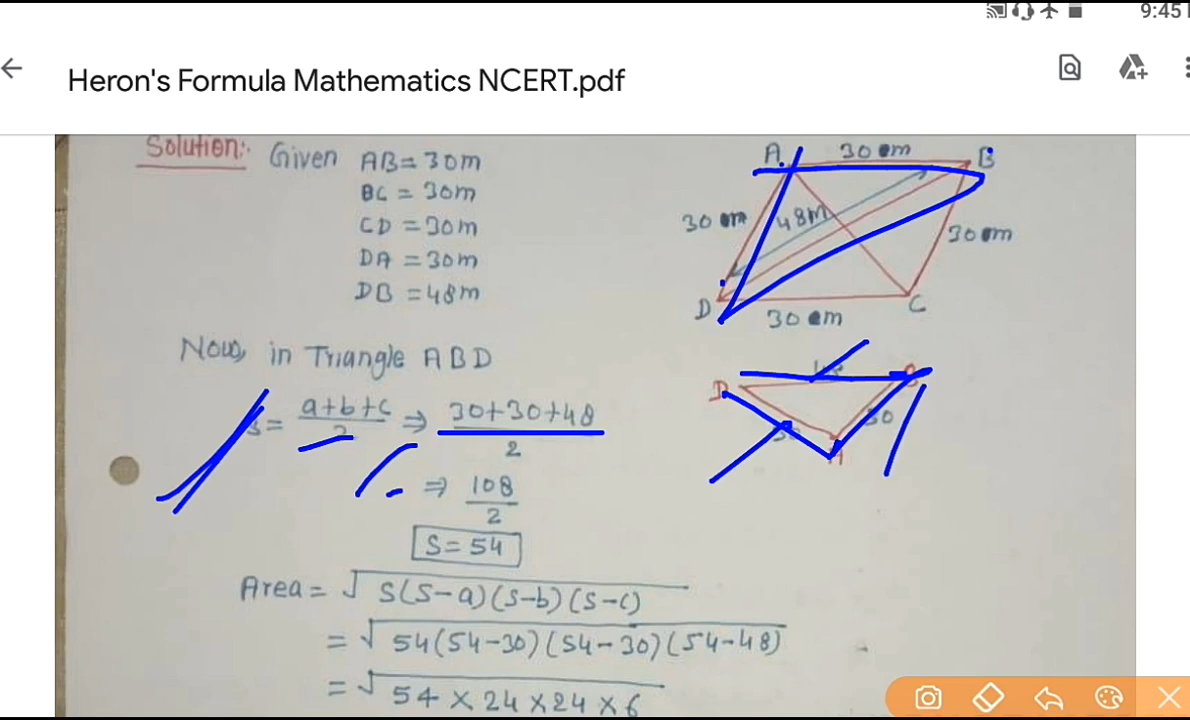 9:45
Heron's Formula Mathematics NCERT.pdf
Solution:. Given AB = 30m
BC = 30m
CD = 30m
DA = 30m
DB = 48m
A 30 m B
30 m 48M 30 m
D 30 m C
Now, in Triangle ABD
s = a+b+c/2 ⇒ 30+30+48/2
⇒ 108/2
S = 54
D
30
A
Area = √S(S-a)(S-b)(S-c)
= √54(54-30)(54-30)(54-48)
= √54 × 24 × 24 × 6